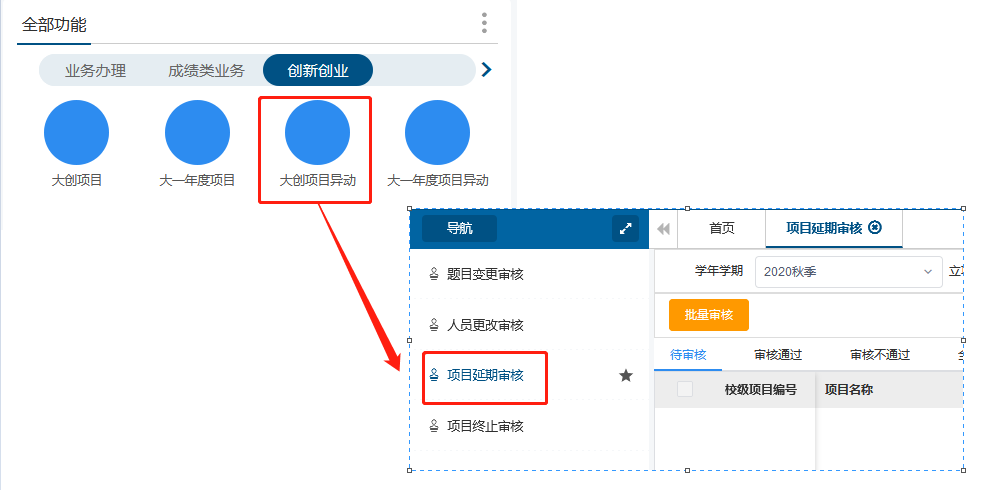 全部功能
业务办理 成绩类业务 创新创业
大创项目 大一年度项目 大创项目异动 大一年度项目异动
导航 首页 项目延期审核
学年学期 2020秋季
题目变更审核
批量审核
人员更改审核
待审核 审核通过 审核不通过
项目延期审核
校级项目编号 项目名称
项目终止审核